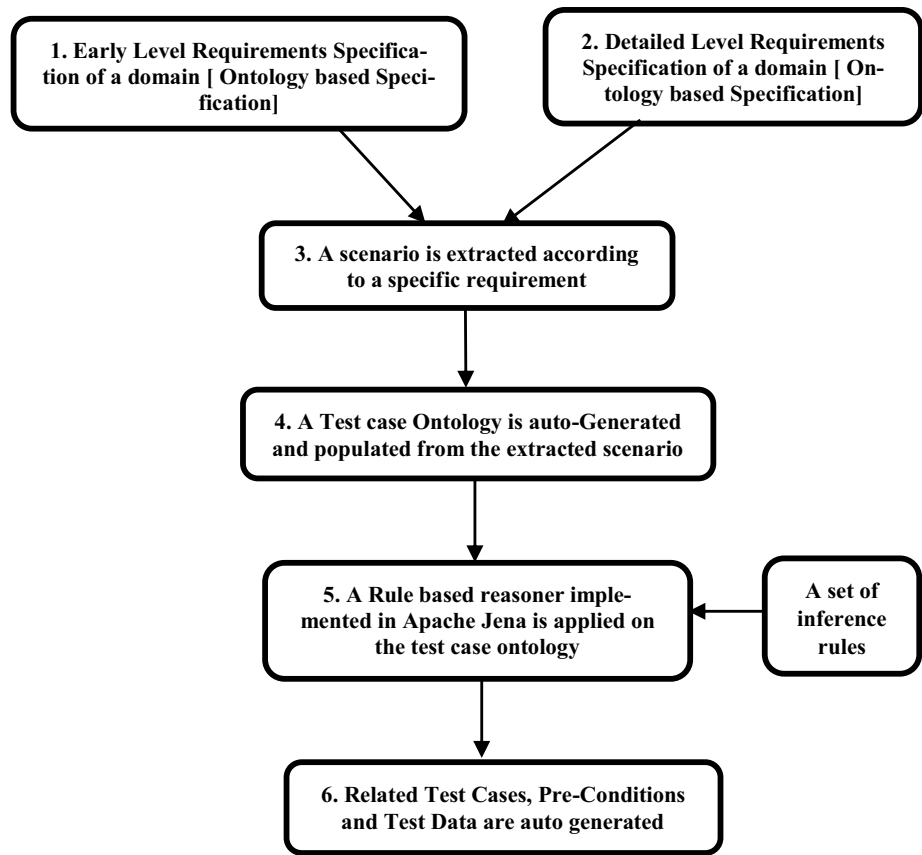 1. Early Level Requirements Specifica-
tion of a domain [ Ontology based Speci-
fication]
2. Detailed Level Requirements
Specification of a domain [ On-
tology based Specification]
3. A scenario is extracted according
to a specific requirement
4. A Test case Ontology is auto-Generated
and populated from the extracted scenario
5. A Rule based reasoner imple-
mented in Apache Jena is applied on
the test case ontology
A set of
inference
rules
6. Related Test Cases, Pre-Conditions
and Test Data are auto generated